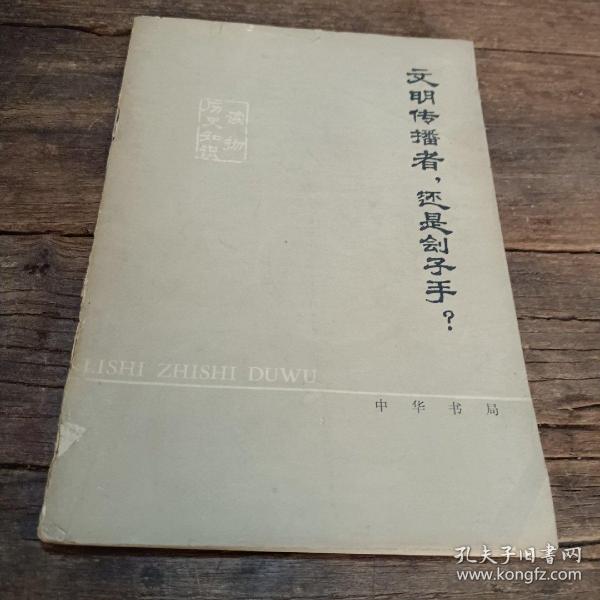 文明传播者，还是刽子手？
历史知识
读物
LISHI ZHISHI DUWU
中华书局
孔夫子旧书网
www.kongfz.com